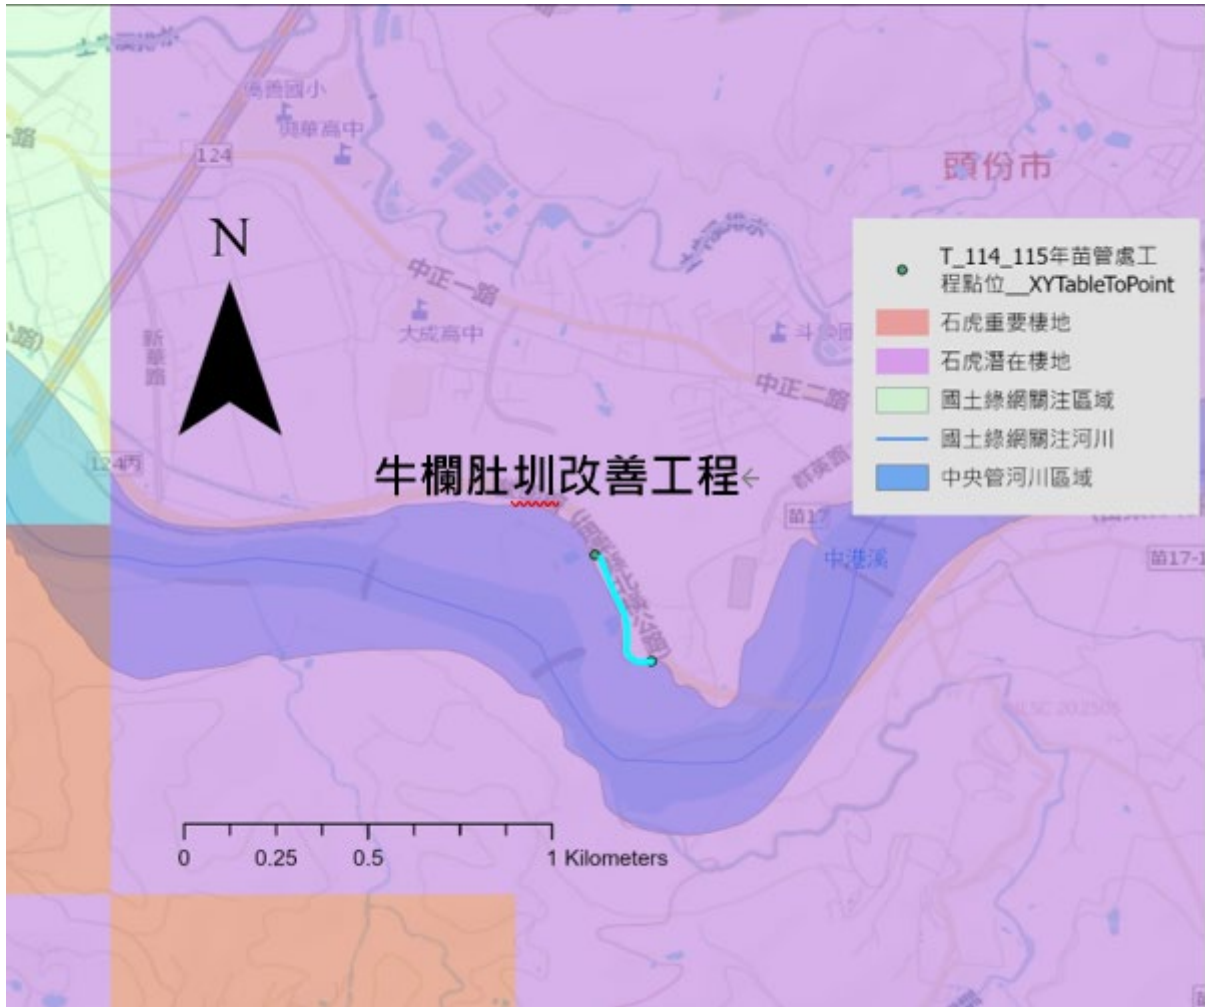 土牛溪排水
僑善國小
興華高中
124
頭份市
N
T_114_115年苗管處工
程點位__XYTableToPoint
石虎重要棲地
石虎潛在棲地
國土綠網關注區域
國土綠網關注河川
中央管河川區域
中正一路
大成高中
新華路
中正二路
124丙
牛欄肚圳改善工程
苗17
中港溪
0 0.25 0.5 1 Kilometers